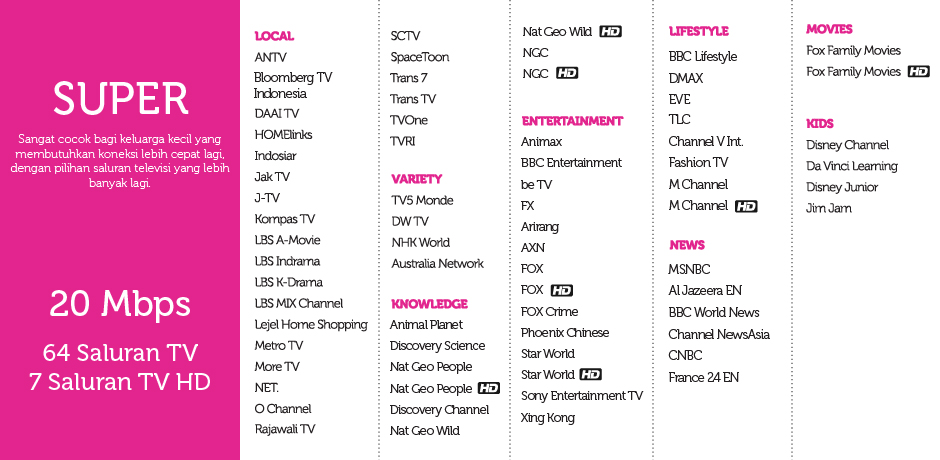 SUPER
Sangat cocok bagi keluarga kecil yang
membutuhkan koneksi lebih cepat lagi,
dengan pilihan saluran televisi yang lebih
banyak lagi.
20 Mbps
64 Saluran TV
7 Saluran TV HD
LOCAL
ANTV
Bloomberg TV
Indonesia
DAAI TV
HOMElinks
Indosiar
Jak TV
J-TV
Kompas TV
LBS A-Movie
LBS Indrama
LBS K-Drama
LBS MIX Channel
Lejel Home Shopping
Metro TV
More TV
NET.
O Channel
Rajawali TV
SCTV
SpaceToon
Trans 7
Trans TV
TVOne
TVRI
VARIETY
TV5 Monde
DW TV
NHK World
Australia Network
KNOWLEDGE
Animal Planet
Discovery Science
Nat Geo People
Nat Geo People HD
Discovery Channel
Nat Geo Wild
Nat Geo Wild HD
NGC
NGC HD
ENTERTAINMENT
Animax
BBC Entertainment
be TV
FX
Arirang
AXN
FOX
FOX HD
FOX Crime
Phoenix Chinese
Star World
Star World HD
Sony Entertainment TV
Xing Kong
LIFESTYLE
BBC Lifestyle
DMAX
EVE
TLC
Channel V Int.
Fashion TV
M Channel
M Channel HD
NEWS
MSNBC
Al Jazeera EN
BBC World News
Channel NewsAsia
CNBC
France 24 EN
MOVIES
Fox Family Movies
Fox Family Movies HD
KIDS
Disney Channel
Da Vinci Learning
Disney Junior
Jim Jam